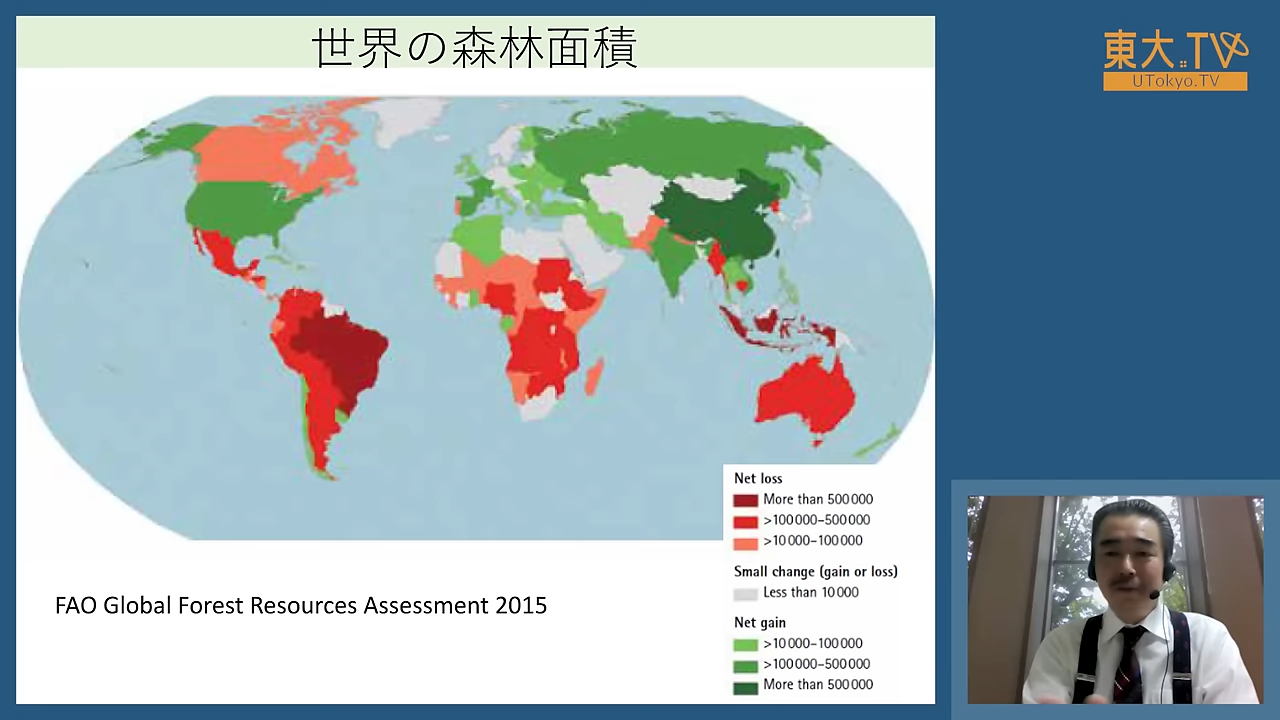 世界の森林面積
東大.TV
UTokyo.TV
Net loss
More than 500 000
>100 000–500 000
>10 000–100 000
Small change (gain or loss)
Less than 10 000
Net gain
>10 000–100 000
>100 000–500 000
More than 500 000
FAO Global Forest Resources Assessment 2015